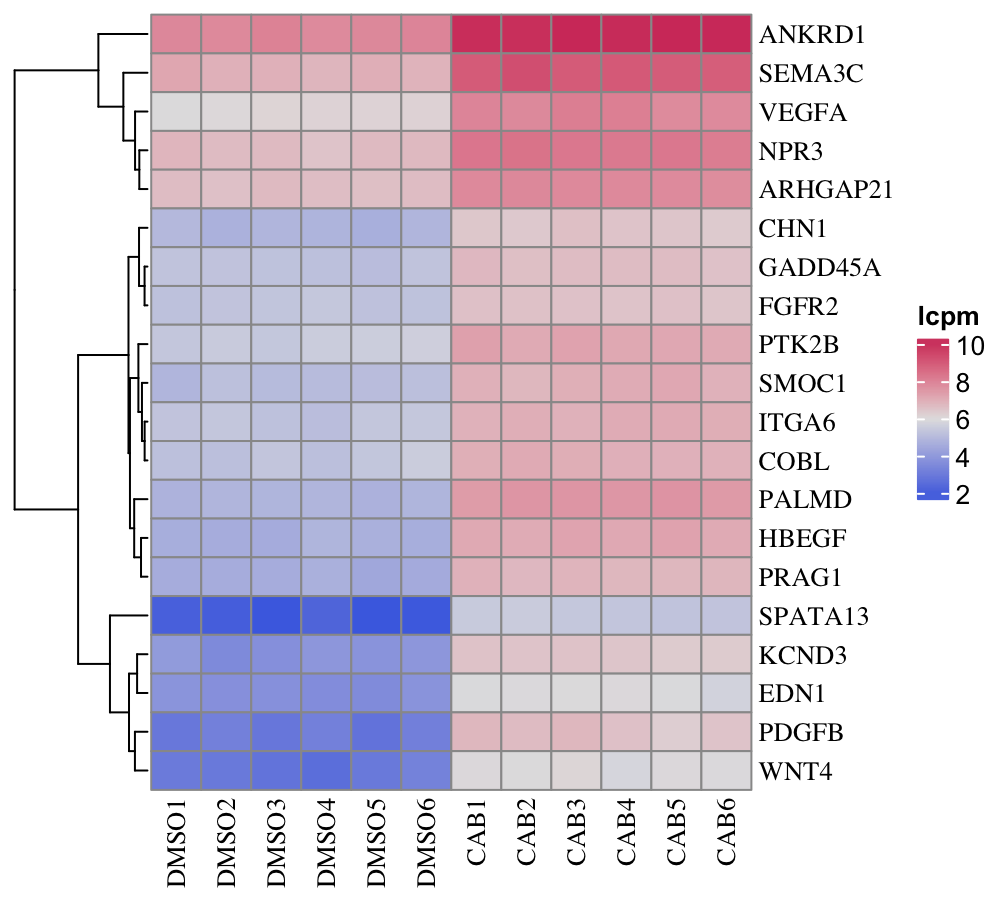 ANKRD1
SEMA3C
VEGFA
NPR3
ARHGAP21
CHN1
GADD45A
FGFR2
PTK2B
SMOC1
ITGA6
COBL
PALMD
HBEGF
PRAG1
SPATA13
KCND3
EDN1
PDGFB
WNT4
DMSO1
DMSO2
DMSO3
DMSO4
DMSO5
DMSO6
CAB1
CAB2
CAB3
CAB4
CAB5
CAB6
lcpm
10
8
6
4
2